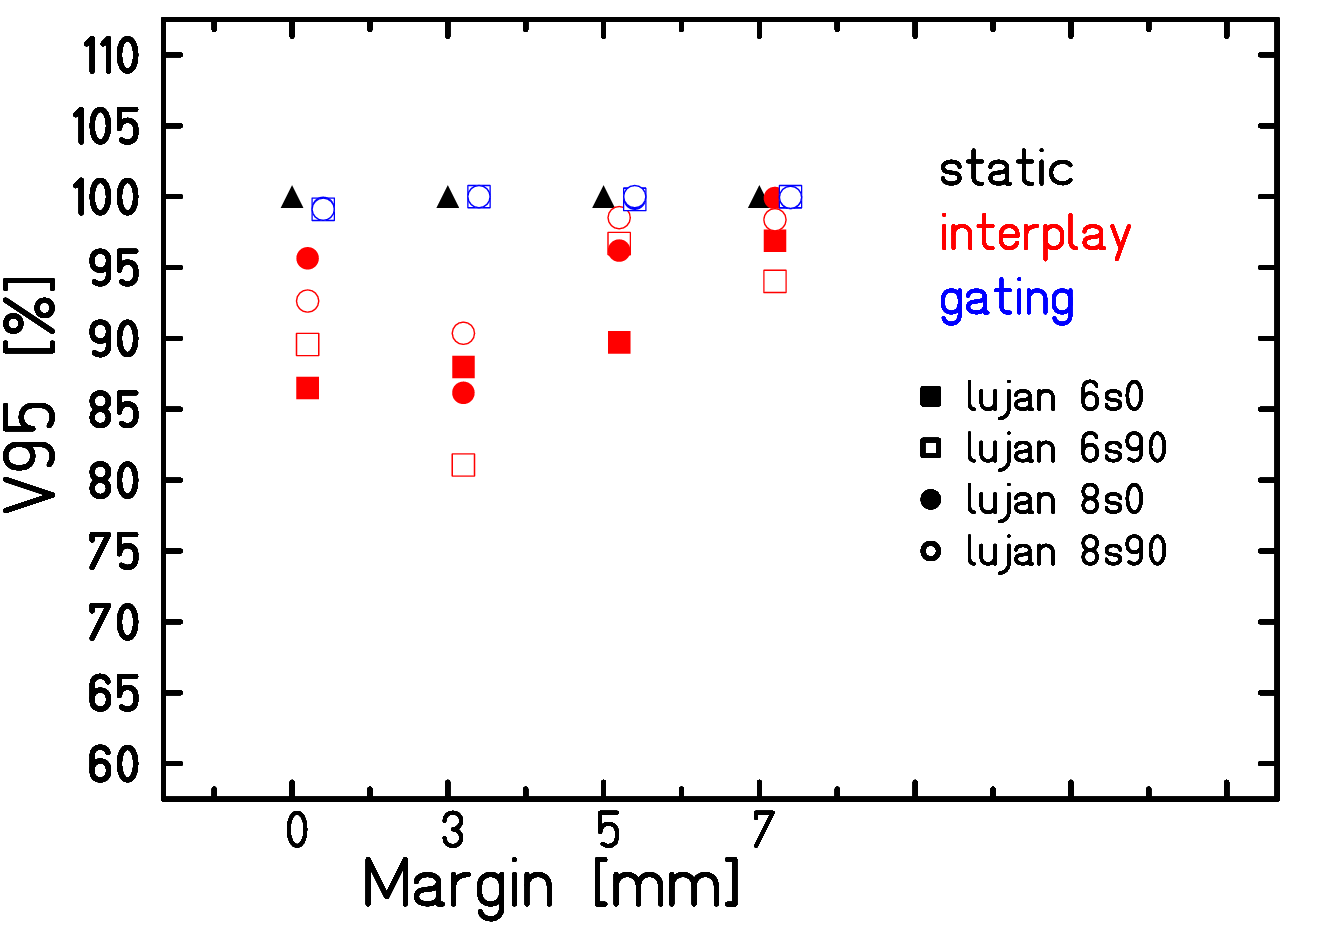 110
105
100
95
90
85
80
75
70
65
60
V95 [%]
static
interplay
gating
lujan 6s0
lujan 6s90
lujan 8s0
lujan 8s90
0 3 5 7
Margin [mm]